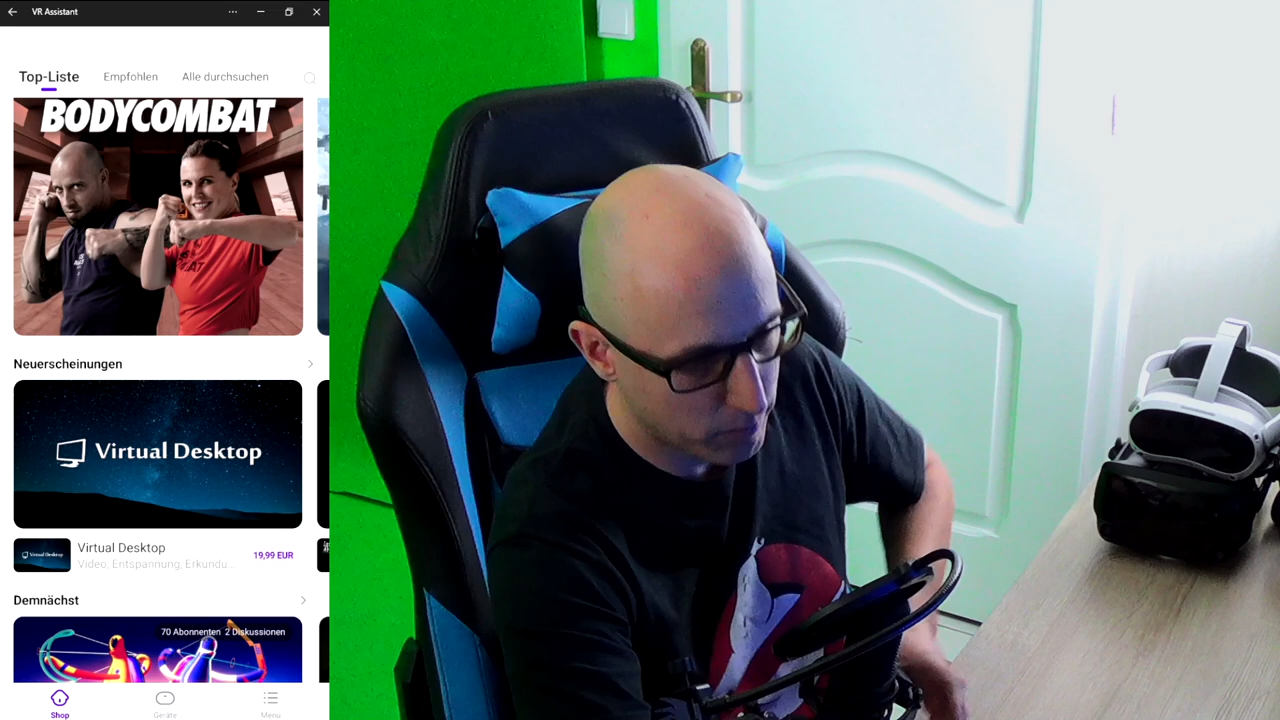 VR Assistant
Top-Liste Empfohlen Alle durchsuchen
BODYCOMBAT
Neuerscheinungen
Virtual Desktop
Virtual Desktop
Virtual Desktop
19,99 EUR
Video, Entspannung, Erkundu ...
Demnächst
70 Abonnenten 2 Diskussionen
Shop Geräte Menu